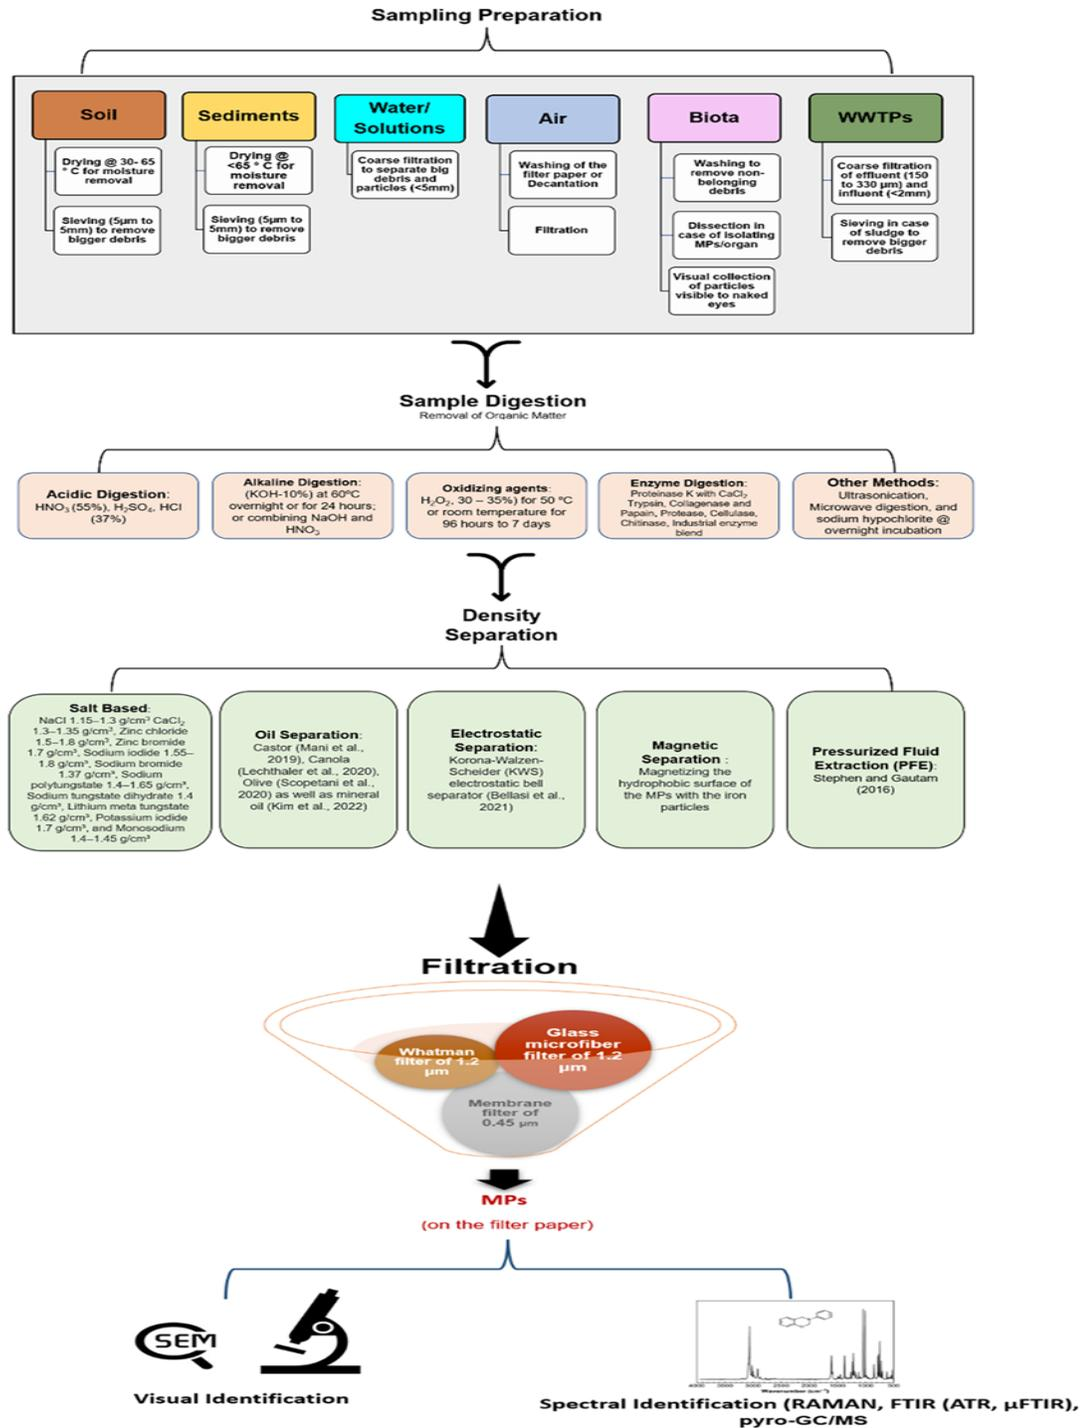 Sampling Preparation
Soil
Drying @ 30- 65
° C for moisture
removal
Sieving (5µm to
5mm) to remove
bigger debris
Sediments
Drying @
<65 ° C for
moisture
removal
Sieving (5µm to
5mm) to remove
bigger debris
Water/
Solutions
Coarse filtration
to separate big
debris and
particles (<5mm)
Air
Washing of the
filter paper or
Decantation
Filtration
Biota
Washing to
remove non-
belonging
debris
Dissection in
case of isolating
MPs/organ
Visual collection
of particles
visible to naked
eyes
WWTPs
Coarse filtration
of effluent (150
to 330 µm) and
influent (<2mm)
Sieving in case
of sludge to
remove bigger
debris
Sample Digestion
Removal of Organic Matter
Acidic Digestion:
HNO₃ (55%), H₂SO₄, HCl
(37%)
Alkaline Digestion:
(KOH-10%) at 60ºC
overnight or for 24 hours;
or combining NaOH and
HNO₃
Oxidizing agents:
H₂O₂, 30 – 35%) for 50 ºC
or room temperature for
96 hours to 7 days
Enzyme Digestion:
Proteinase K with CaCl₂
Trypsin, Collagenase and
Papain, Protease, Cellulase,
Chitinase, Industrial enzyme
blend
Other Methods:
Ultrasonication,
Microwave digestion, and
sodium hypochlorite @
overnight incubation
Density
Separation
Salt Based:
NaCl 1.15–1.3 g/cm³ CaCl₂
1.3–1.35 g/cm³, Zinc chloride
1.5–1.8 g/cm³, Zinc bromide
1.7 g/cm³, Sodium iodide 1.55–
1.8 g/cm³, Sodium bromide
1.37 g/cm³, Sodium
polytungstate 1.4–1.65 g/cm³,
Sodium tungstate dihydrate 1.4
g/cm³, Lithium meta tungstate
1.62 g/cm³, Potassium iodide
1.7 g/cm³, and Monosodium
1.4–1.45 g/cm³
Oil Separation:
Castor (Mani et al.,
2019), Canola
(Lechthaler et al., 2020),
Olive (Scopetani et al.,
2020) as well as mineral
oil (Kim et al., 2022)
Electrostatic
Separation:
Korona-Walzen-
Scheider (KWS)
electrostatic bell
separator (Bellasi et al.,
2021)
Magnetic
Separation :
Magnetizing the
hydrophobic surface of
the MPs with the iron
particles
Pressurized Fluid
Extraction (PFE):
Stephen and Gautam
(2016)
Filtration
Whatman
filter of 1.2
µm
Glass
microfiber
filter of 1.2
µm
Membrane
filter of
0.45 µm
MPs
(on the filter paper)
SEM
Visual Identification
Wavenumber (cm⁻¹)
Spectral Identification (RAMAN, FTIR (ATR, µFTIR),
pyro-GC/MS